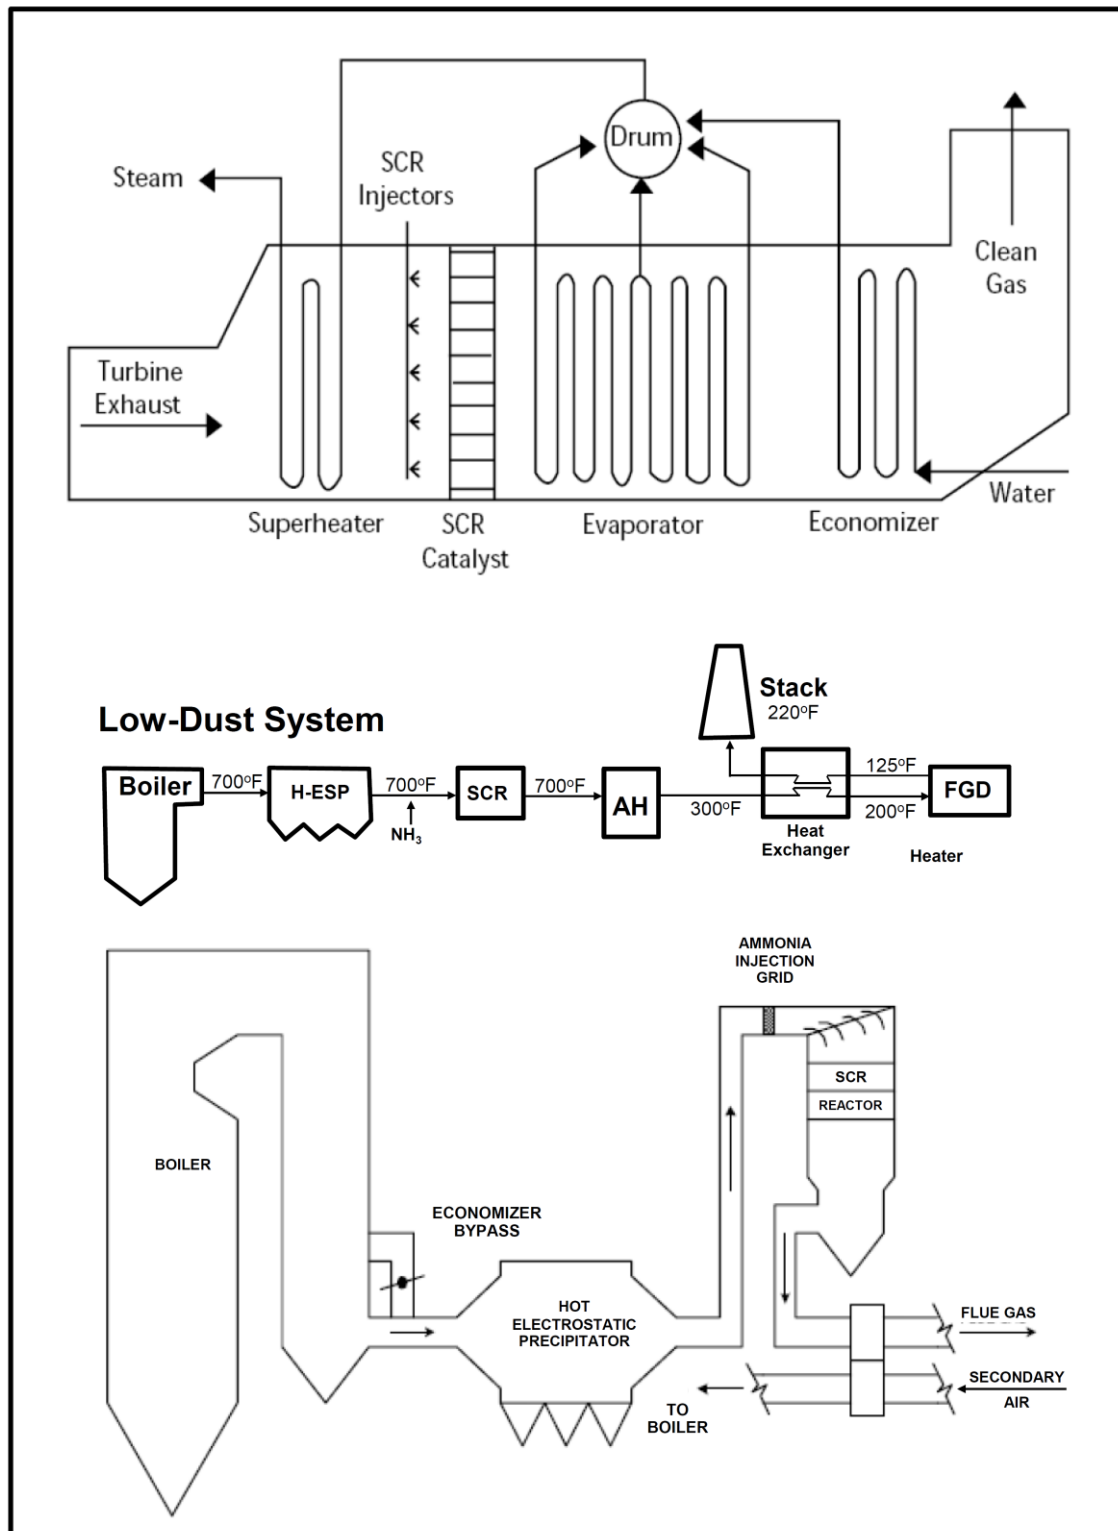 Drum
SCR
Injectors
Steam
Clean
Gas
Turbine
Exhaust
Water
Superheater
SCR
Catalyst
Evaporator
Economizer
Stack
220°F
Low-Dust System
Boiler
700°F
H-ESP
700°F
NH3
SCR
700°F
AH
300°F
Heat
Exchanger
125°F
200°F
FGD
Heater
AMMONIA
INJECTION
GRID
SCR
REACTOR
BOILER
ECONOMIZER
BYPASS
HOT
ELECTROSTATIC
PRECIPITATOR
FLUE GAS
SECONDARY
AIR
TO
BOILER